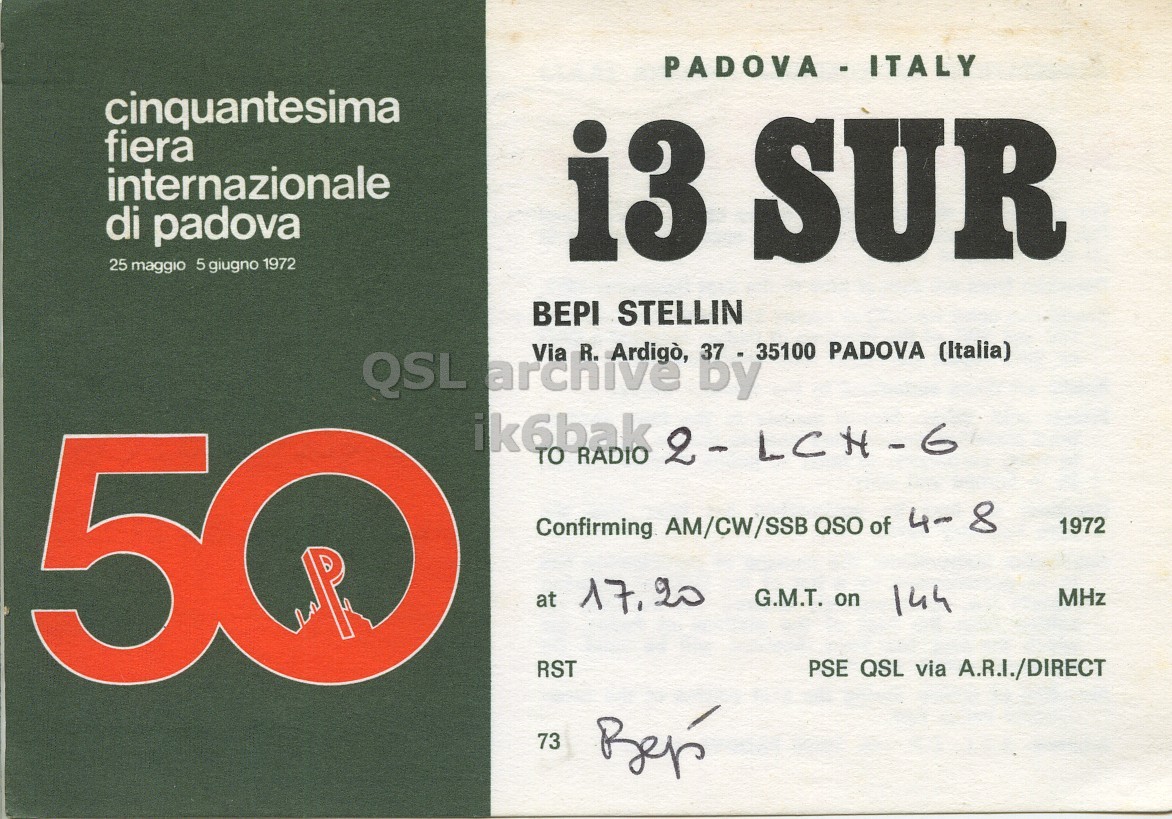 cinquantesima
fiera
internazionale
di padova
25 maggio 5 giugno 1972
50
P
PADOVA - ITALY
i3 SUR
BEPI STELLIN
Via R. Ardigò, 37 - 35100 PADOVA (Italia)
QSL archive by
ik6bak
TO RADIO 2 - LCH - 6
Confirming AM/CW/SSB QSO of 4-8 1972
at 17.20 G.M.T. on 144 MHz
RST PSE QSL via A.R.I./DIRECT
73 Bepi